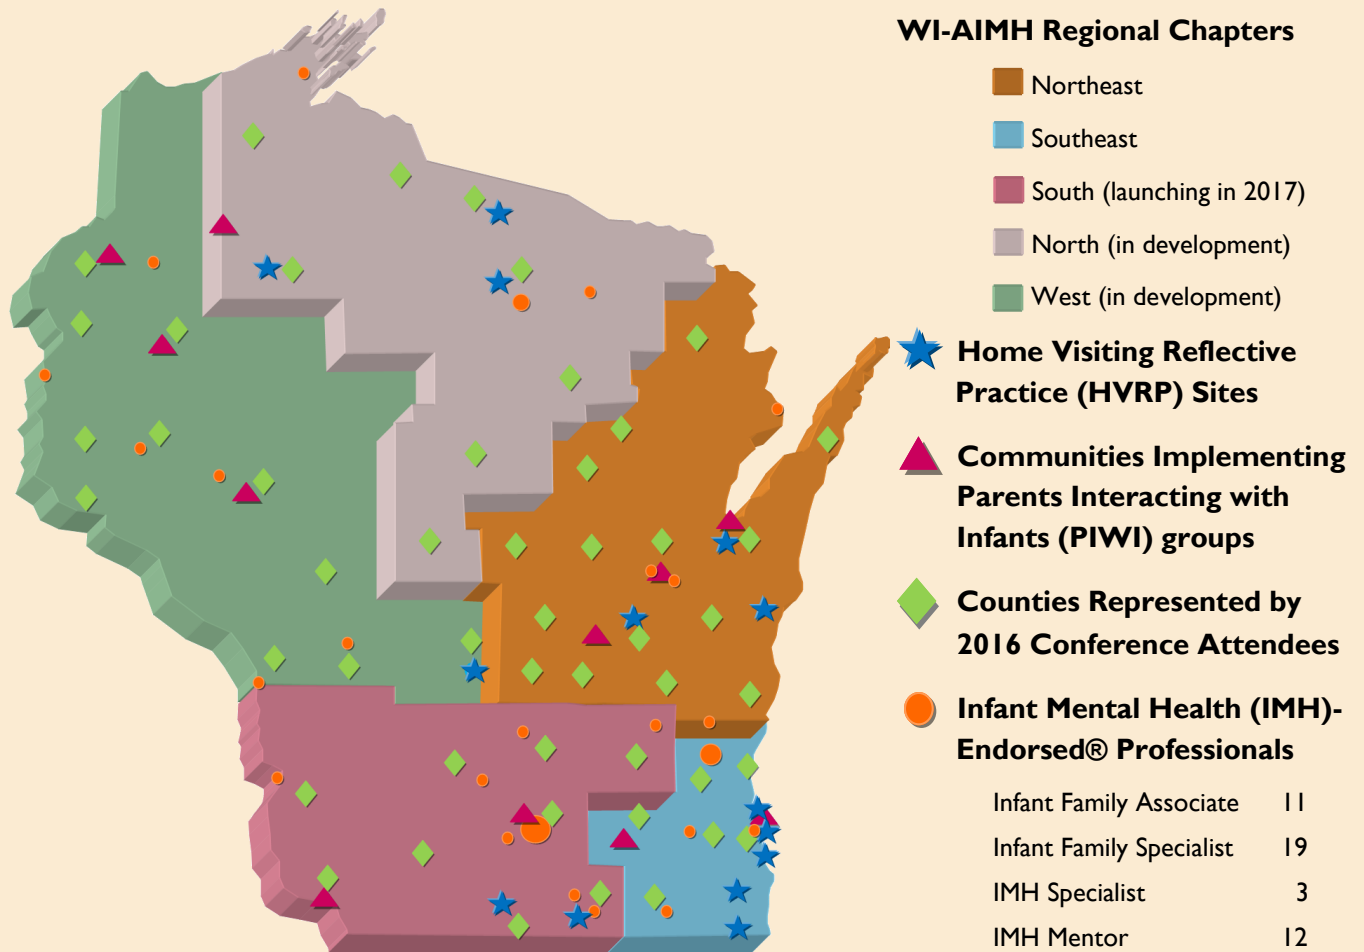 WI-AIMH Regional Chapters
Northeast
Southeast
South (launching in 2017)
North (in development)
West (in development)
Home Visiting Reflective
Practice (HVRP) Sites
Communities Implementing
Parents Interacting with
Infants (PIWI) groups
Counties Represented by
2016 Conference Attendees
Infant Mental Health (IMH)-
Endorsed® Professionals
Infant Family Associate 11
Infant Family Specialist 19
IMH Specialist 3
IMH Mentor 12